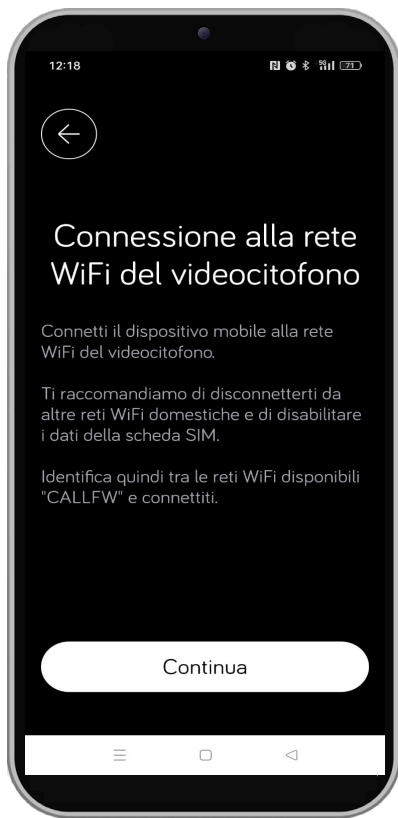 12:18
5G 71
Connessione alla rete
WiFi del videocitofono
Connetti il dispositivo mobile alla rete
WiFi del videocitofono.
Ti raccomandiamo di disconnetterti da
altre reti WiFi domestiche e di disabilitare
i dati della scheda SIM.
Identifica quindi tra le reti WiFi disponibili
"CALLFW" e connettiti.
Continua